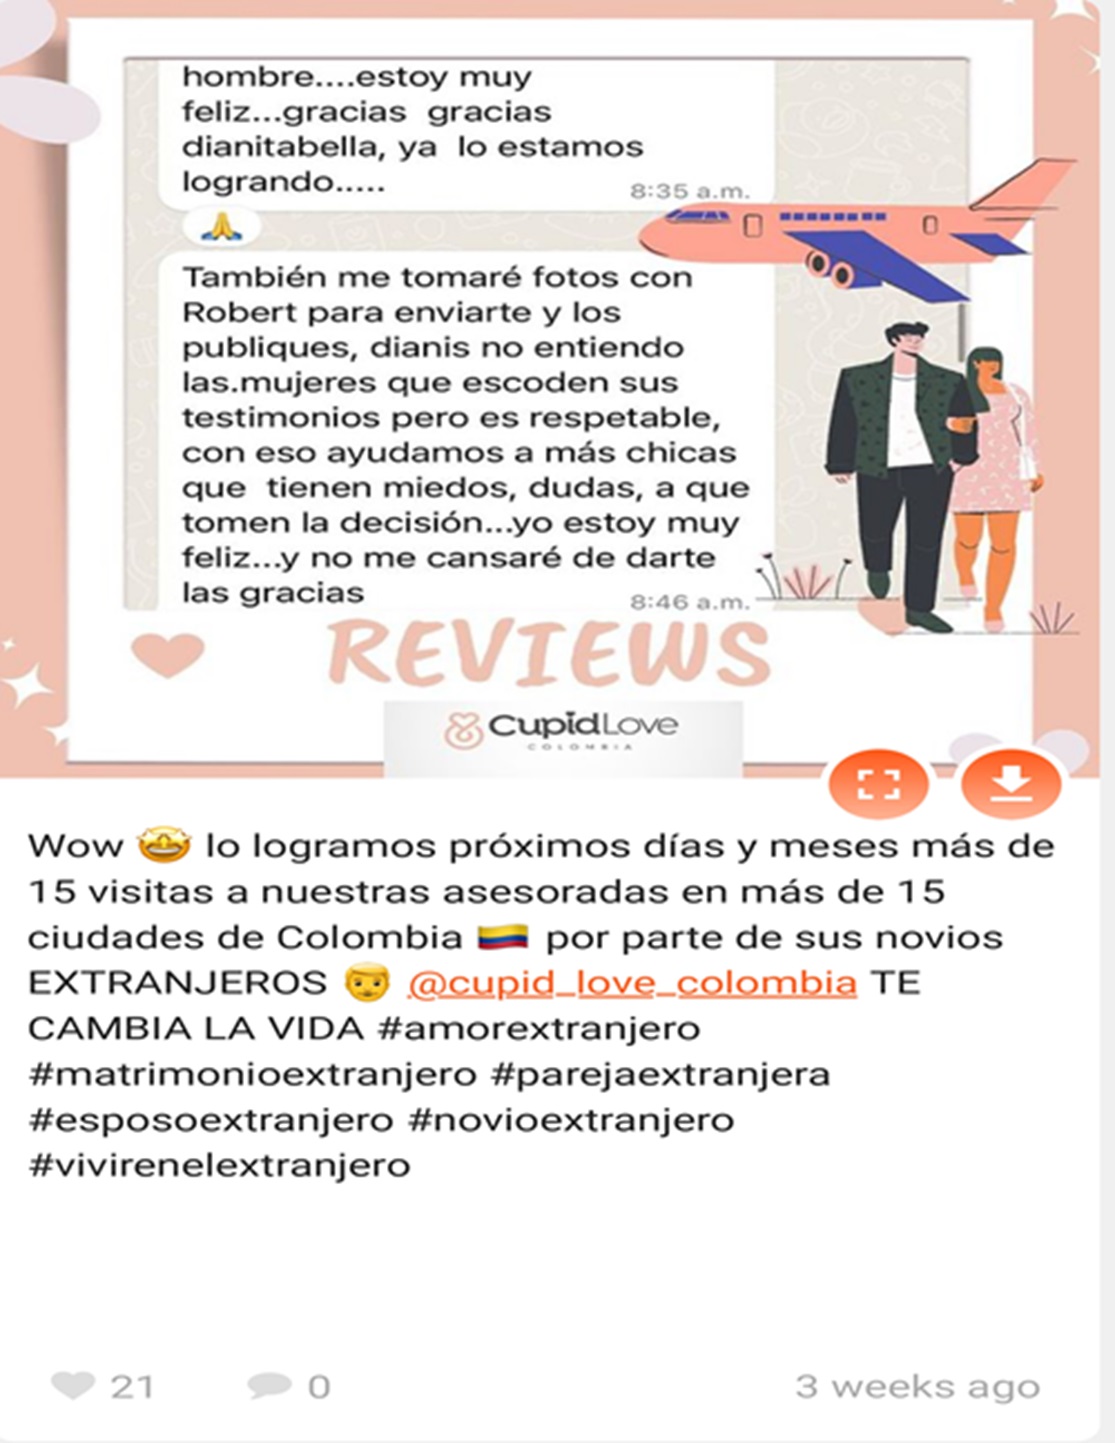 hombre....estoy muy
feliz...gracias gracias
dianitabella, ya lo estamos
logrando.....
8:35 a.m.
🙏
También me tomaré fotos con
Robert para enviarte y los
publiques, dianis no entiendo
las.mujeres que escoden sus
testimonios pero es respetable,
con eso ayudamos a más chicas
que tienen miedos, dudas, a que
tomen la decisión...yo estoy muy
feliz...y no me cansaré de darte
las gracias
8:46 a.m.
REVIEWS
CupidLove
COLOMBIA
Wow 🤩 lo logramos próximos días y meses más de
15 visitas a nuestras asesoradas en más de 15
ciudades de Colombia 🇨🇴 por parte de sus novios
EXTRANJEROS 👨 @cupid_love_colombia TE
CAMBIA LA VIDA #amorextranjero
#matrimonioextranjero #parejaextranjera
#esposoextranjero #novioextranjero
#vivirenelextranjero
21
0
3 weeks ago